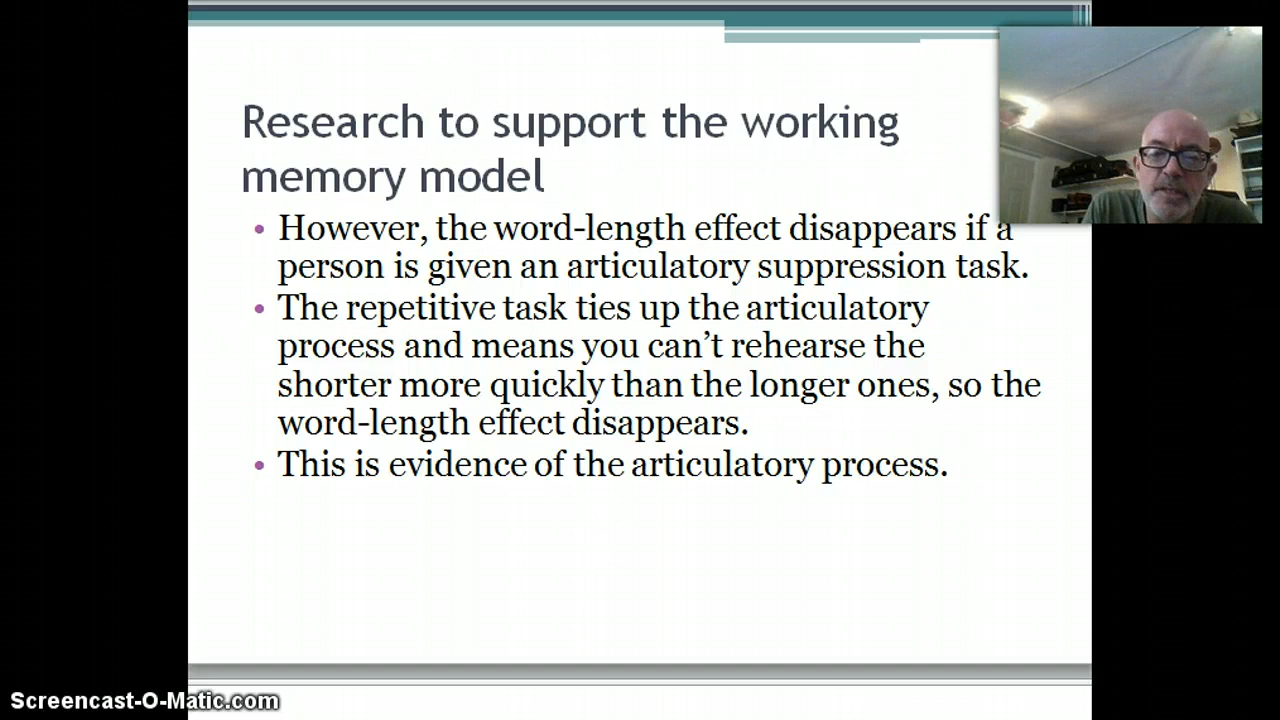 Research to support the working
memory model
• However, the word-length effect disappears if a
person is given an articulatory suppression task.
• The repetitive task ties up the articulatory
process and means you can’t rehearse the
shorter more quickly than the longer ones, so the
word-length effect disappears.
• This is evidence of the articulatory process.
Screencast-O-Matic.com